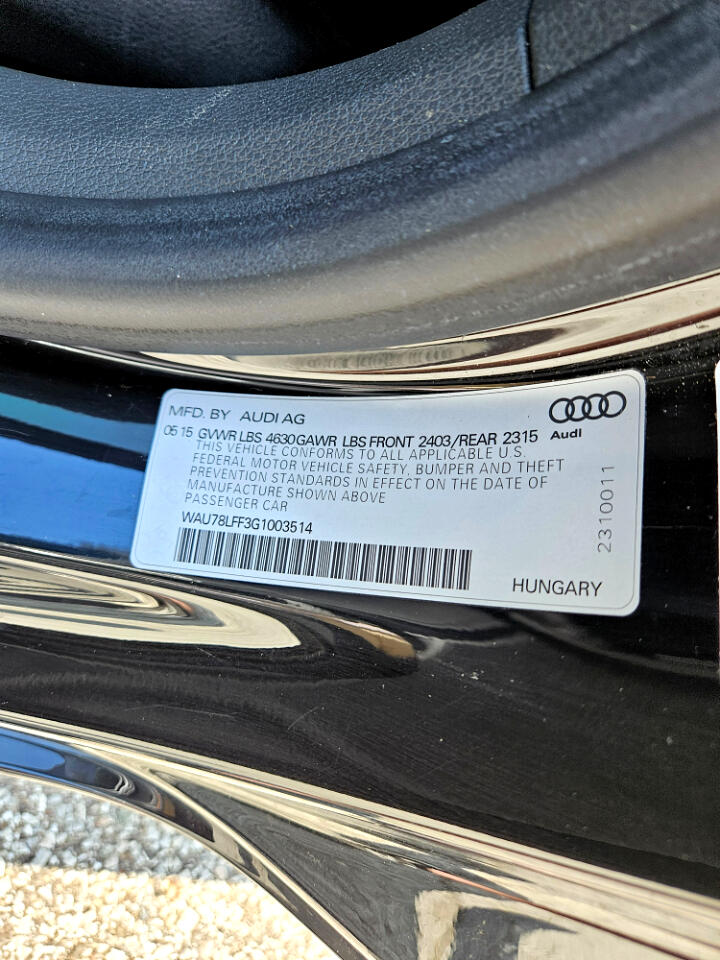 MFD. BY AUDI AG
Audi
05 15 GVWR LBS 4630 GAWR LBS FRONT 2403/REAR 2315
THIS VEHICLE CONFORMS TO ALL APPLICABLE U.S.
FEDERAL MOTOR VEHICLE SAFETY, BUMPER AND THEFT
PREVENTION STANDARDS IN EFFECT ON THE DATE OF
MANUFACTURE SHOWN ABOVE
PASSENGER CAR
WAU78LFF3G1003514
HUNGARY
2310011